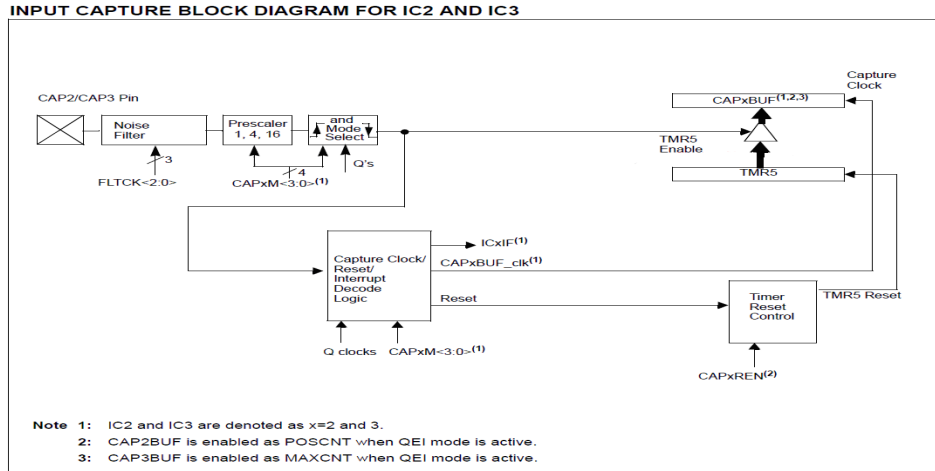 INPUT CAPTURE BLOCK DIAGRAM FOR IC2 AND IC3
CAP2/CAP3 Pin
Noise
Filter
3
FLTCK<2:0>
Prescaler
1, 4, 16
and
Mode
Select
4
CAPxM<3:0>(1)
Q's
Capture
Clock
CAPxBUF(1,2,3)
TMR5
Enable
TMR5
Capture Clock/
Reset/
Interrupt
Decode
Logic
ICxIF(1)
CAPxBUF_clk(1)
Reset
Timer
Reset
Control
TMR5 Reset
Q clocks
CAPxM<3:0>(1)
CAPxREN(2)
Note 1: IC2 and IC3 are denoted as x=2 and 3.
2: CAP2BUF is enabled as POSCNT when QEI mode is active.
3: CAP3BUF is enabled as MAXCNT when QEI mode is active.